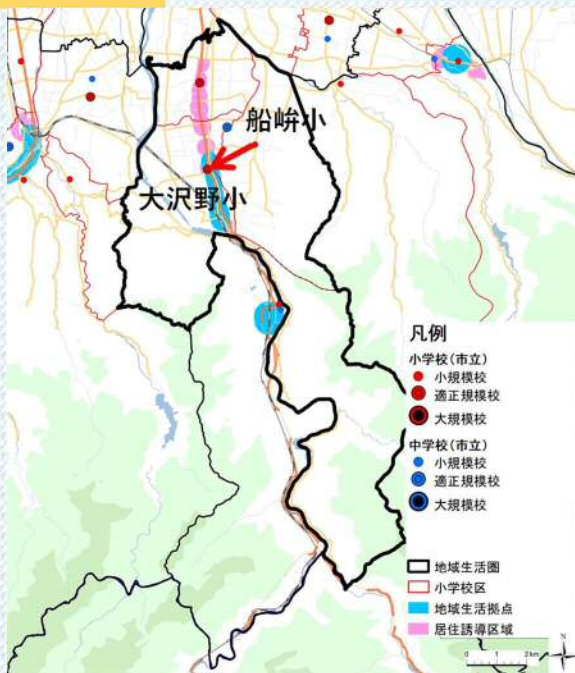 船峅小
大沢野小
凡例
小学校(市立)
小規模校
適正規模校
大規模校
中学校(市立)
小規模校
適正規模校
大規模校
地域生活圏
小学校区
地域生活拠点
居住誘導区域
N
0 1 2km